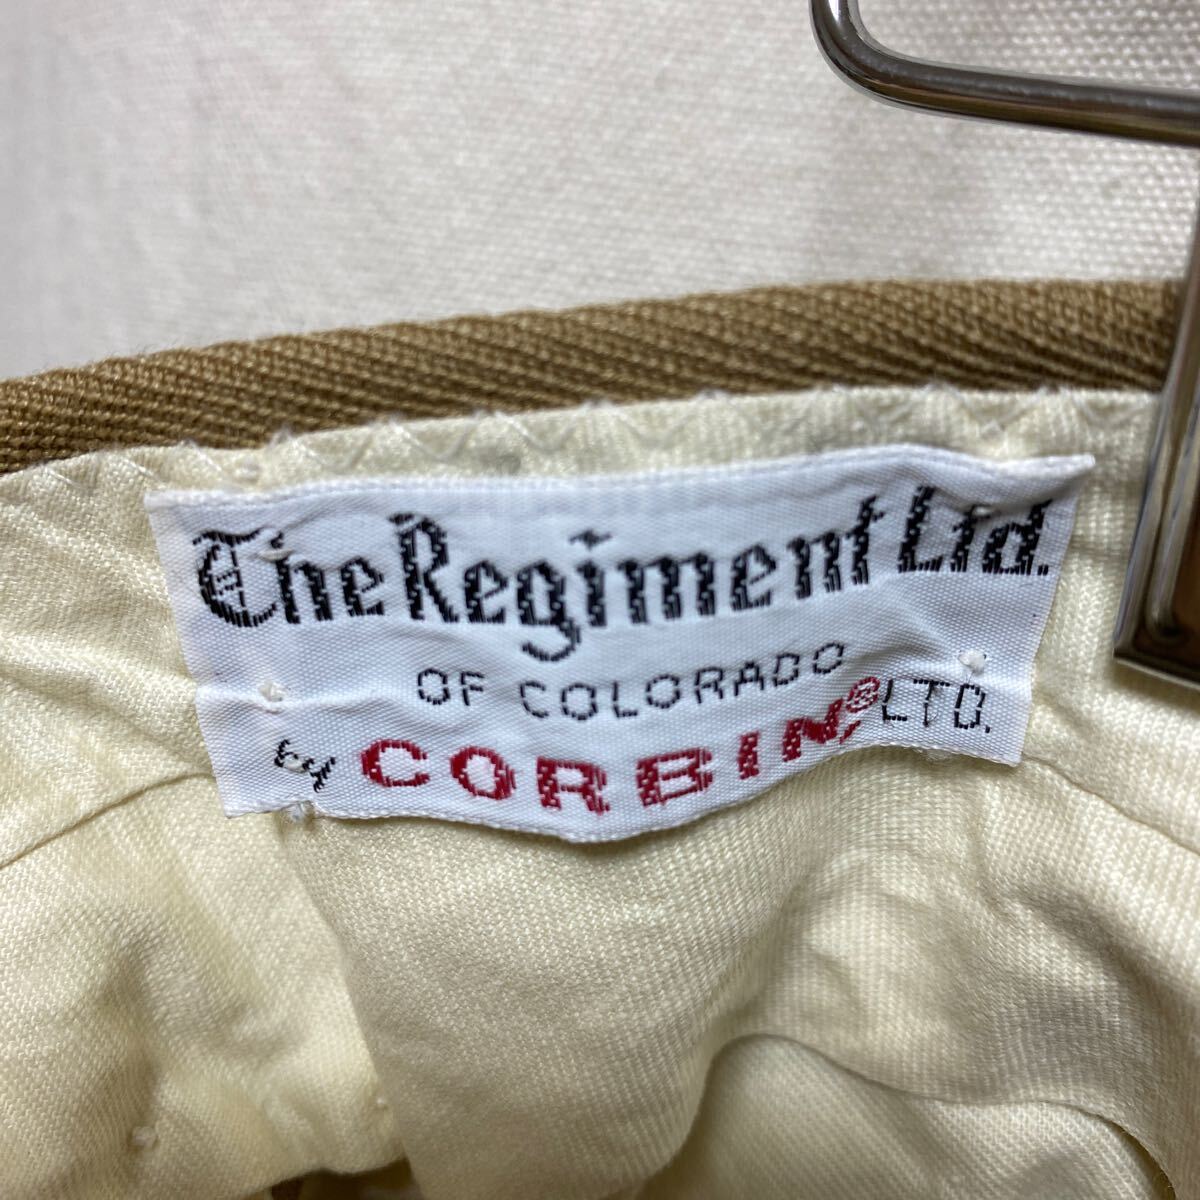 The Regiment Ltd.
OF COLORADO
by CORBIN,® LTD.